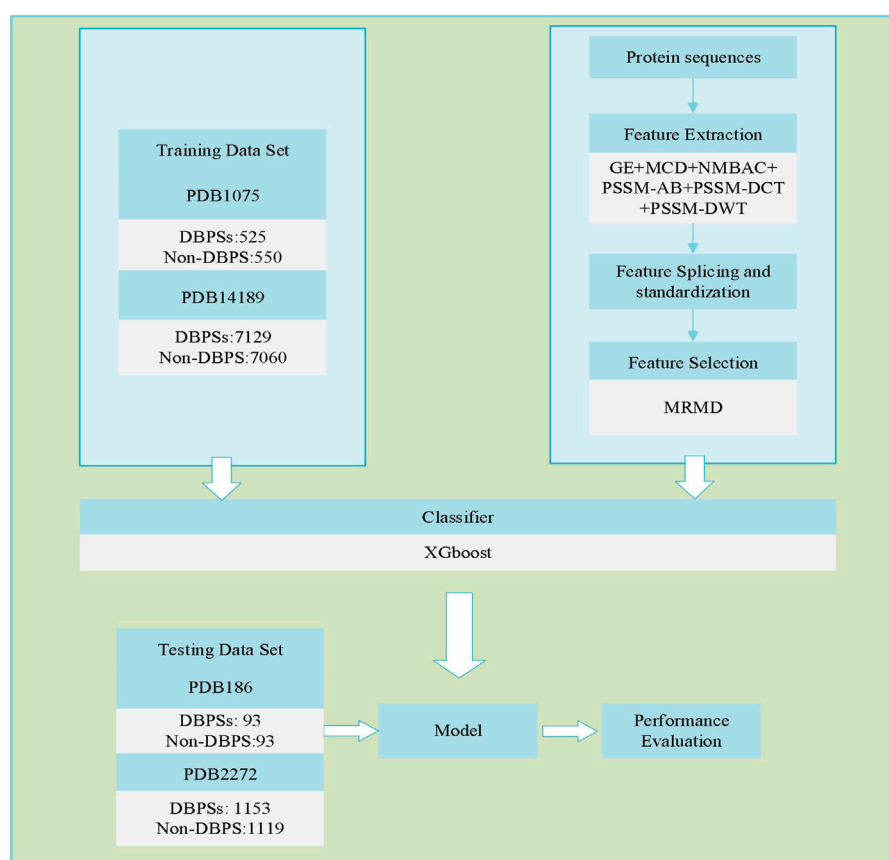 Training Data Set
PDB1075
DBPSs:525
Non-DBPS:550
PDB14189
DBPSs:7129
Non-DBPS:7060
Protein sequences
Feature Extraction
GE+MCD+NMBAC+
PSSM-AB+PSSM-DCT
+PSSM-DWT
Feature Splicing and
standardization
Feature Selection
MRMD
Classifier
XGboost
Testing Data Set
PDB186
DBPSs: 93
Non-DBPS:93
PDB2272
DBPSs: 1153
Non-DBPS:1119
Model
Performance
Evaluation